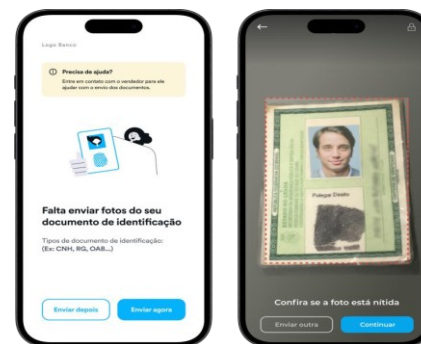 Logo Banco
Precisa de ajuda?
Entre em contato com o vendedor para ele
ajudar com o envio dos documentos.
Falta enviar fotos do seu
documento de identificação
Tipos de documento de identificação:
(Ex: CNH, RG, OAB...)
Enviar depois
Enviar agora
Polegar Direito
Confira se a foto está nítida
Enviar outra
Continuar